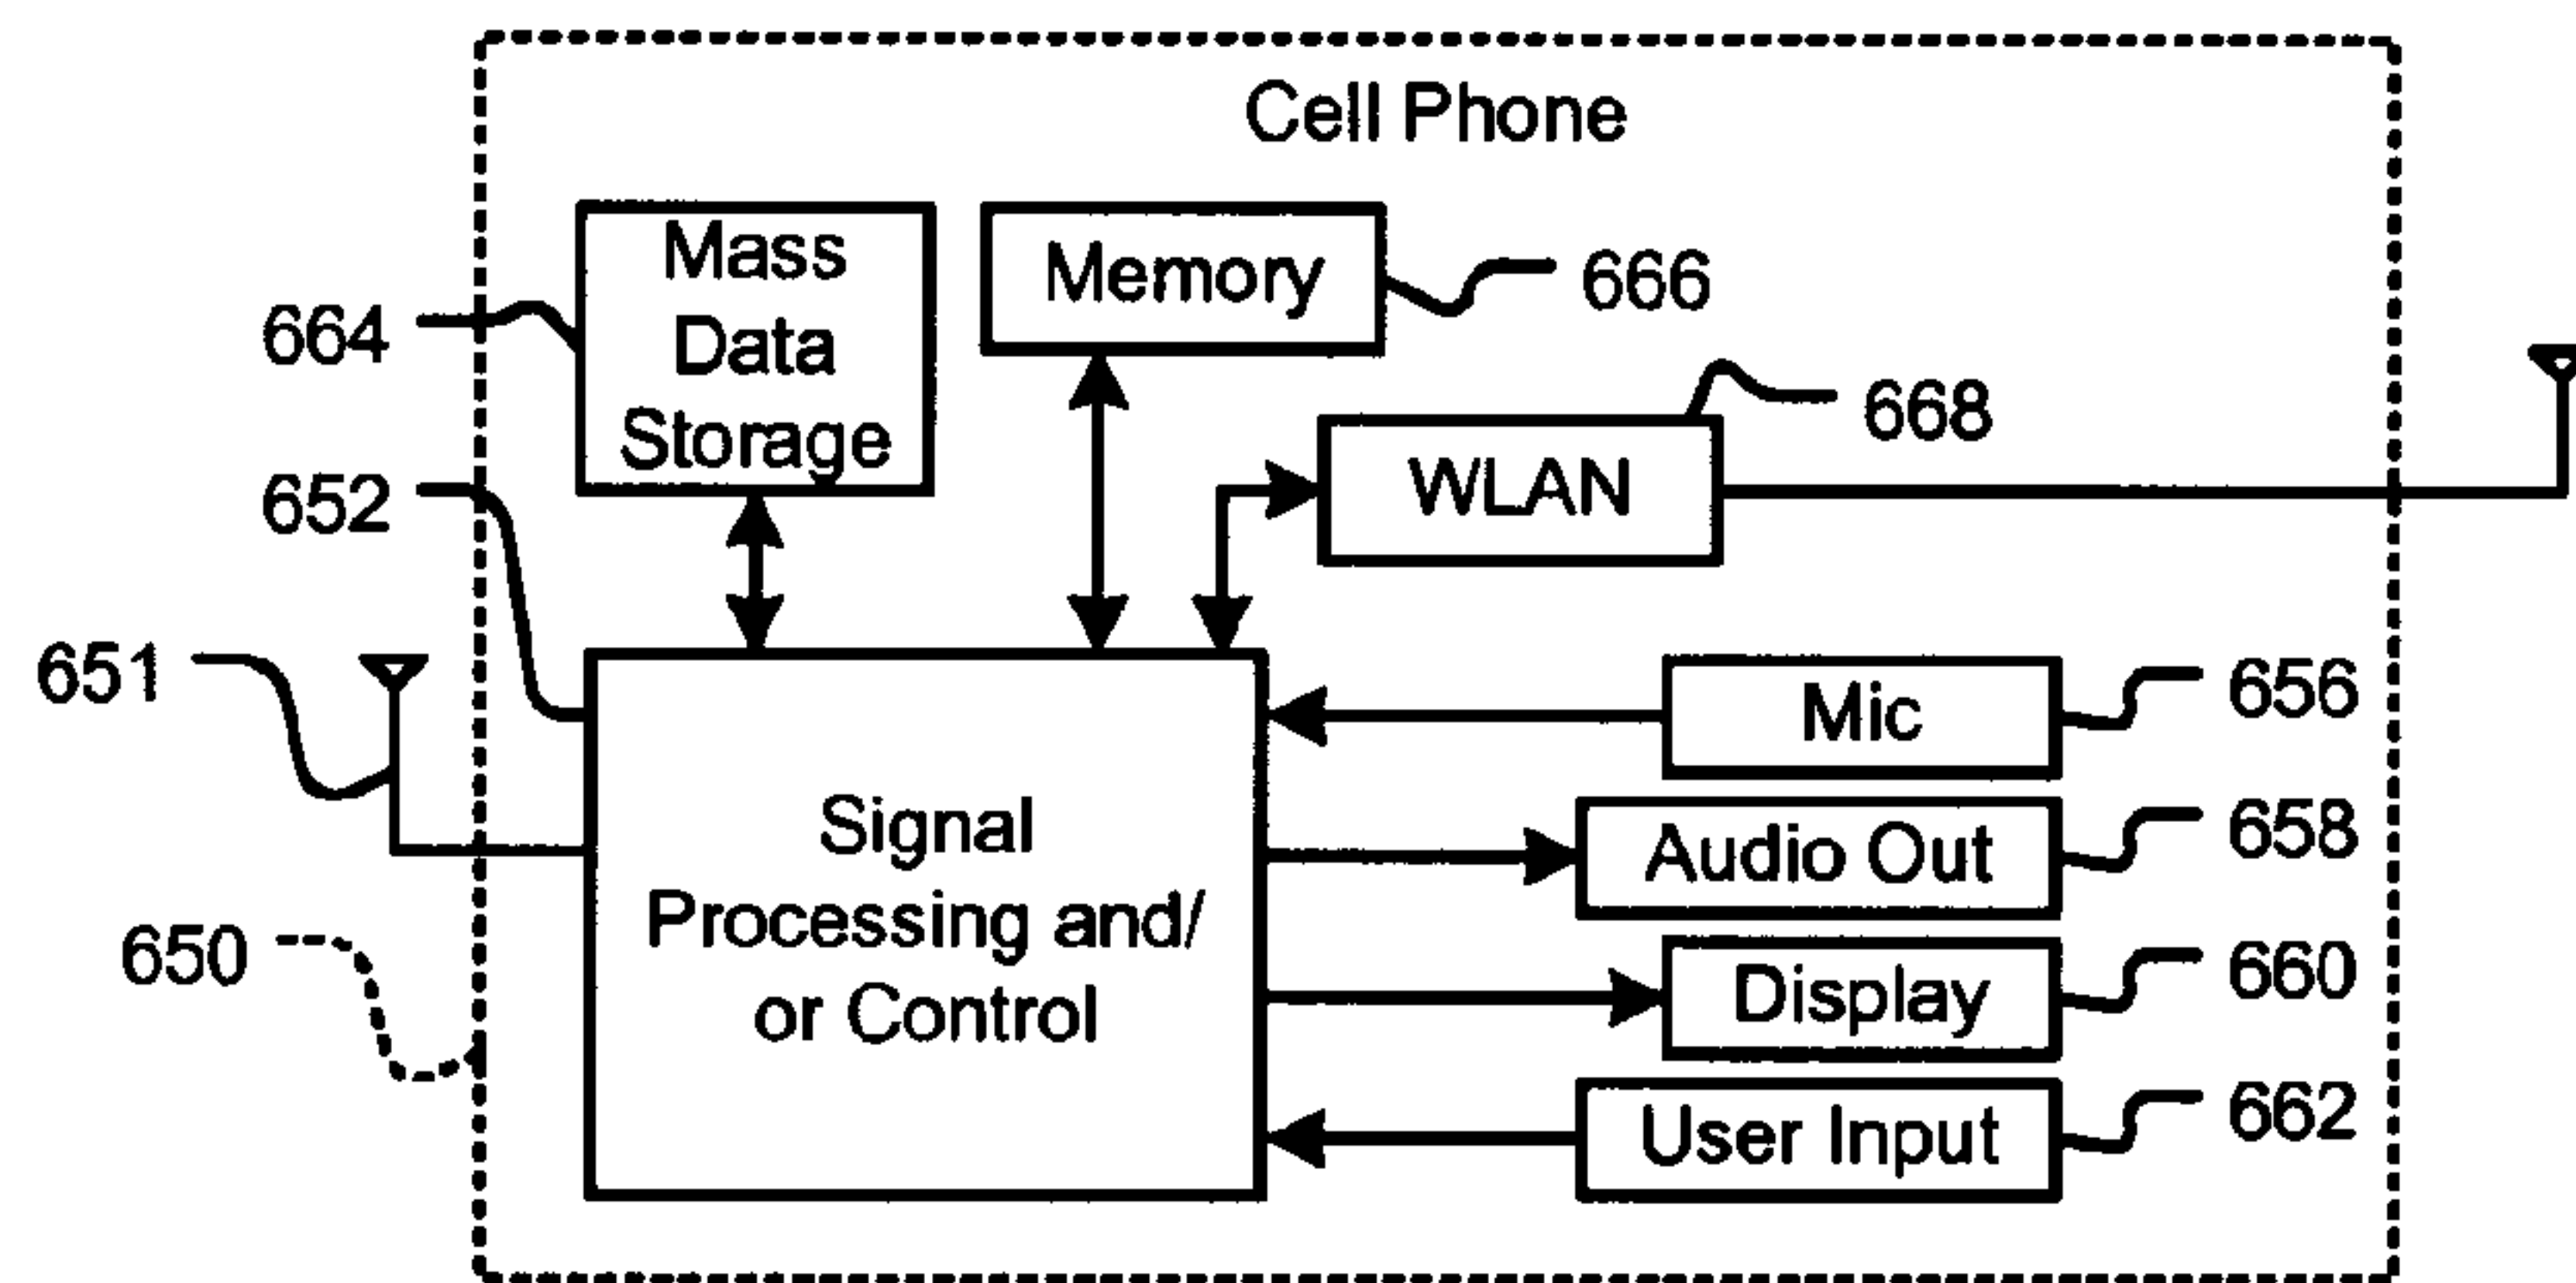 Cell Phone
Mass
Data
Storage
Memory
666
664
668
WLAN
652
651
Mic
656
Signal
Processing and/
or Control
Audio Out
658
650
Display
660
User Input
662